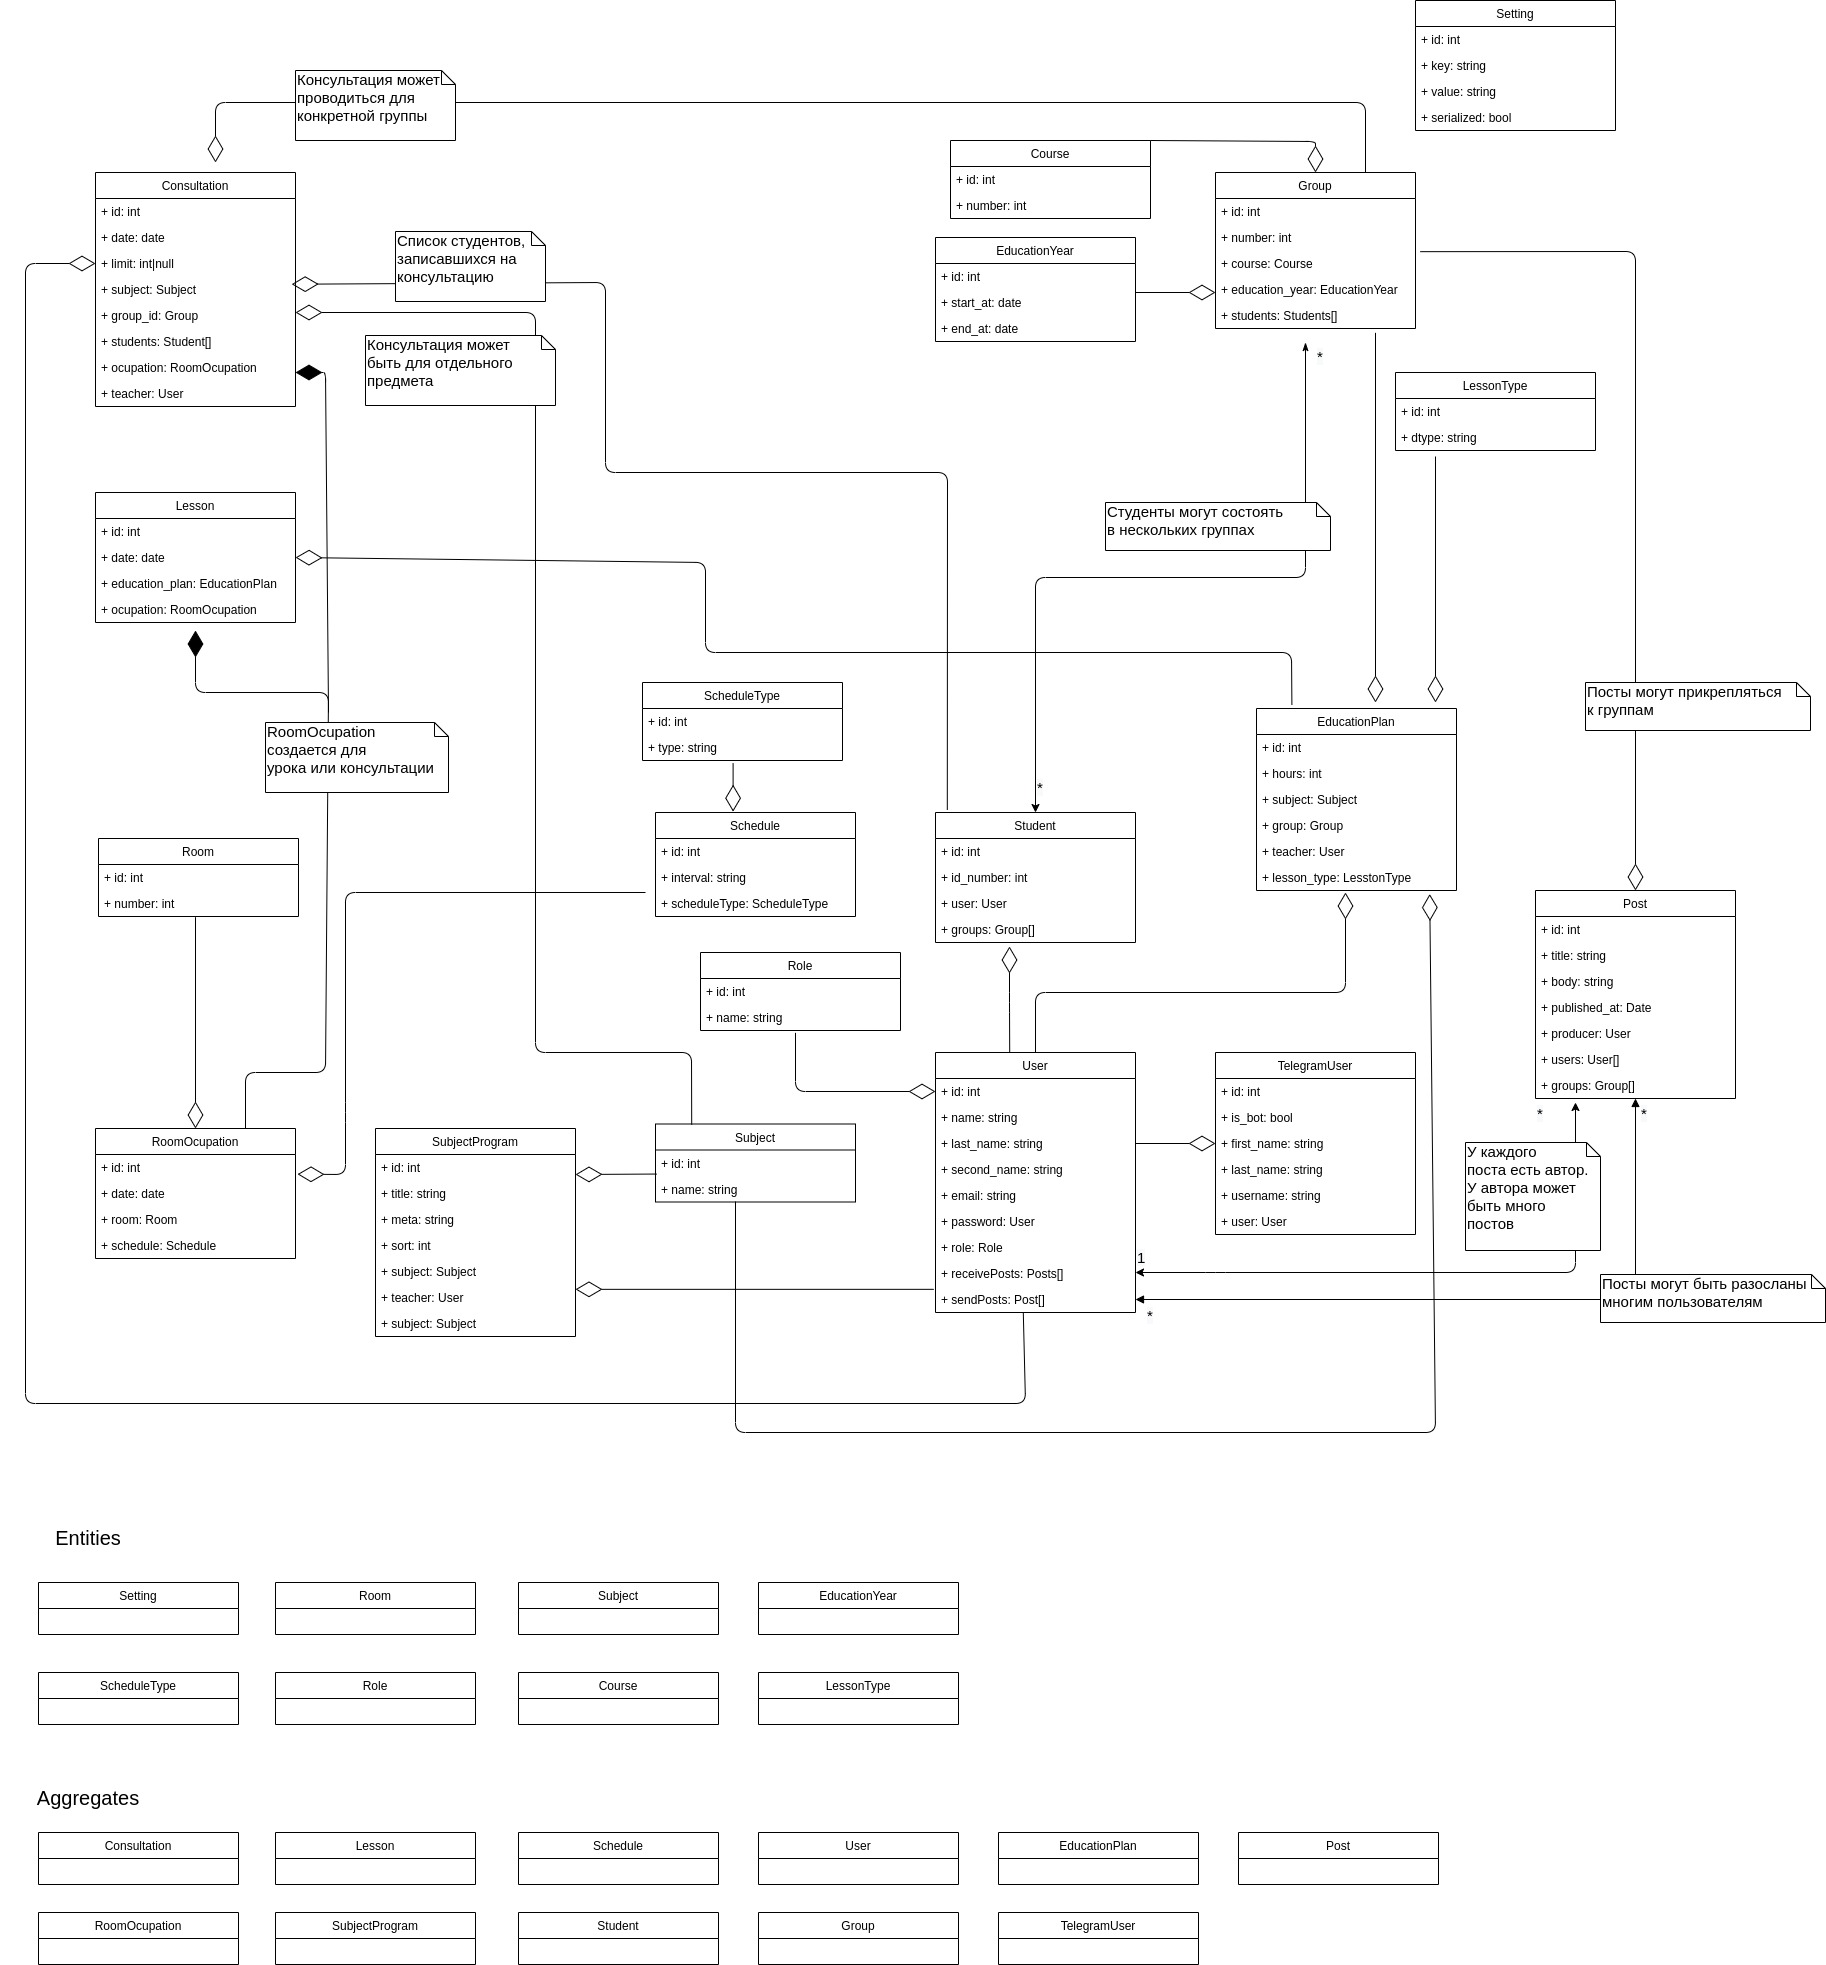 Setting
+ id: int
+ key: string
+ value: string
+ serialized: bool
Консультация может
проводиться для
конкретной группы
Course
+ id: int
+ number: int
Consultation
+ id: int
+ date: date
+ limit: int|null
+ subject: Subject
+ group_id: Group
+ students: Student[]
+ ocupation: RoomOcupation
+ teacher: User
Group
+ id: int
+ number: int
+ course: Course
+ education_year: EducationYear
+ students: Students[]
Список студентов,
записавшихся на
консультацию
EducationYear
+ id: int
+ start_at: date
+ end_at: date
Консультация может
быть для отдельного
предмета
*
LessonType
+ id: int
+ dtype: string
Lesson
+ id: int
+ date: date
+ education_plan: EducationPlan
+ ocupation: RoomOcupation
Студенты могут состоять
в нескольких группах
ScheduleType
+ id: int
+ type: string
Посты могут прикрепляться
к группам
EducationPlan
+ id: int
+ hours: int
+ subject: Subject
+ group: Group
+ teacher: User
+ lesson_type: LesstonType
RoomOcupation
создается для
урока или консультации
*
Schedule
+ id: int
+ interval: string
+ scheduleType: ScheduleType
Student
+ id: int
+ id_number: int
+ user: User
+ groups: Group[]
Room
+ id: int
+ number: int
Post
+ id: int
+ title: string
+ body: string
+ published_at: Date
+ producer: User
+ users: User[]
+ groups: Group[]
Role
+ id: int
+ name: string
User
+ id: int
+ name: string
+ last_name: string
+ second_name: string
+ email: string
+ password: User
+ role: Role
+ receivePosts: Posts[]
+ sendPosts: Post[]
TelegramUser
+ id: int
+ is_bot: bool
+ first_name: string
+ last_name: string
+ username: string
+ user: User
*
*
RoomOcupation
+ id: int
+ date: date
+ room: Room
+ schedule: Schedule
SubjectProgram
+ id: int
+ title: string
+ meta: string
+ sort: int
+ subject: Subject
+ teacher: User
+ subject: Subject
Subject
+ id: int
+ name: string
У каждого
поста есть автор.
У автора может
быть много
постов
1
Посты могут быть разосланы
многим пользователям
*
Entities
Setting
Room
Subject
EducationYear
ScheduleType
Role
Course
LessonType
Aggregates
Consultation
Lesson
Schedule
User
EducationPlan
Post
RoomOcupation
SubjectProgram
Student
Group
TelegramUser